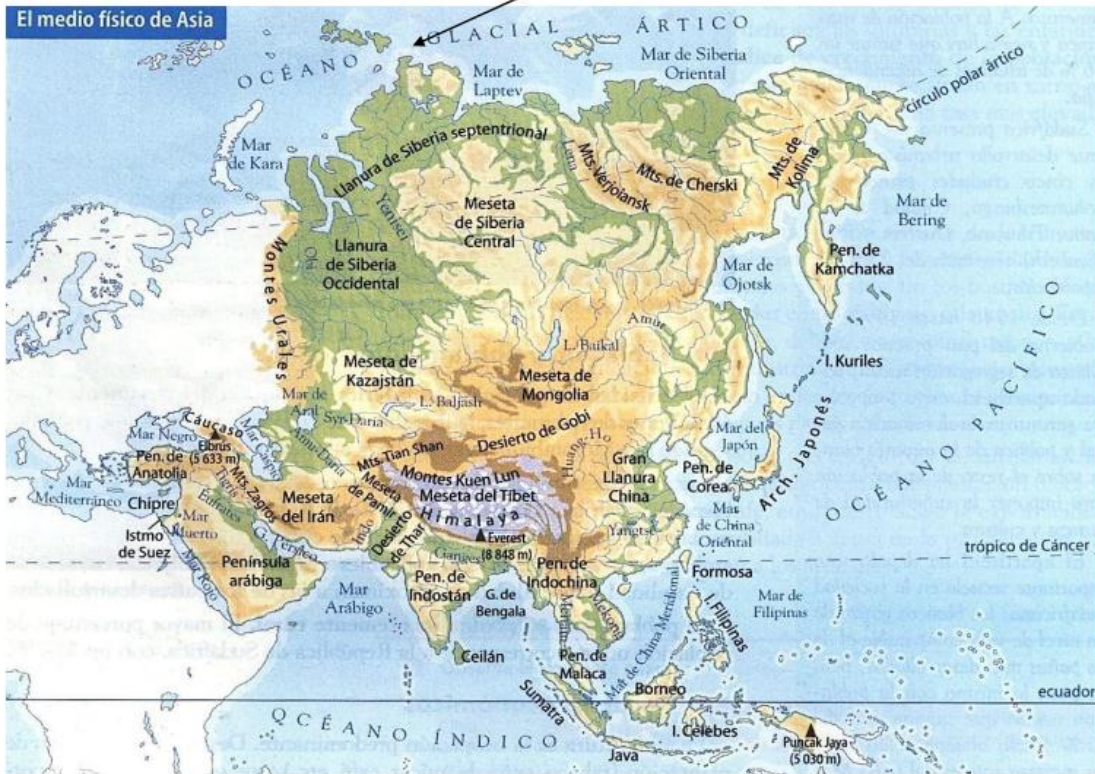 El medio físico de Asia
OCÉANO GLACIAL ÁRTICO
Mar de Siberia
Oriental
Mar de
Laptev
círculo polar ártico
Mar
de Kara
Llanura de Siberia septentrional
Lena
Mts. Verjoiansk
Mts. de Cherski
Mts. de
Kolima
Mar de
Bering
Yenisei
Meseta
de Siberia
Central
Montes Urales
Obi
Llanura
de Siberia
Occidental
Pen. de
Kamchatka
Mar de
Ojotsk
Amur
L. Baikal
I. Kuriles
Meseta de
Kazajstán
Meseta de
Mongolia
Mar de
Aral
Syr-Daria
L. Baljash
Desierto de Gobi
Huang-Ho
Mar del
Japón
Arch. Japonés
OCÉANO PACÍFICO
Cáucaso
Mar Negro
Elbrus
(5 633 m)
Mar Caspio
Amu-Daria
Mts. Tian Shan
Montes Kuen Lun
Gran
Llanura
China
Pen. de
Corea
Pen. de
Anatolia
Mar
Mediterráneo
Chipre
Tigris
Éufrates
Mts. Zagros
Meseta
del Irán
Meseta
de Pamir
Meseta del Tíbet
Himalaya
Everest
(8 848 m)
Yangtsé
Mar
de China
Oriental
Mar
Muerto
Istmo
de Suez
G. Pérsico
Indo
Desierto
de Thar
Ganges
trópico de Cáncer
Mar Rojo
Península
arábiga
Mar
Arábigo
Pen. de
Indostán
G. de
Bengala
Pen. de
Indochina
Mekong
Formosa
Mar de
Filipinas
I. Filipinas
Mar de China Meridional
Ceilán
Pen. de
Malaca
Borneo
ecuador
Sumatra
I. Célebes
Java
Puncak Jaya
(5 030 m)
OCÉANO ÍNDICO